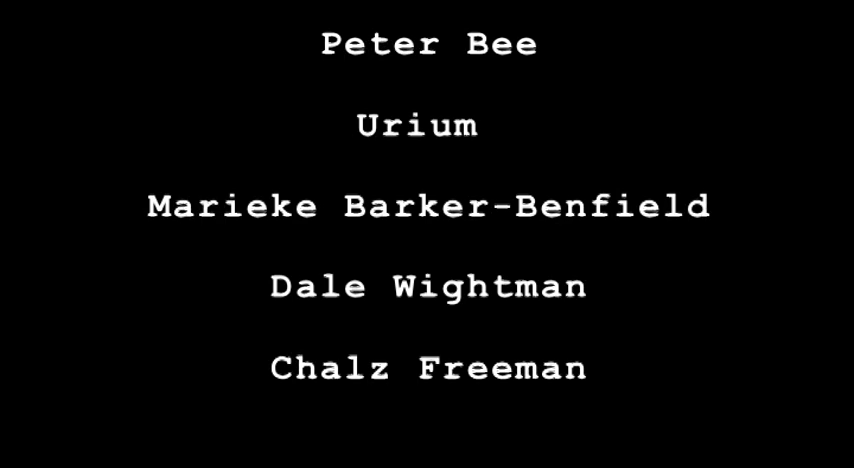 Peter Bee
Urium
Marieke Barker-Benfield
Dale Wightman
Chalz Freeman